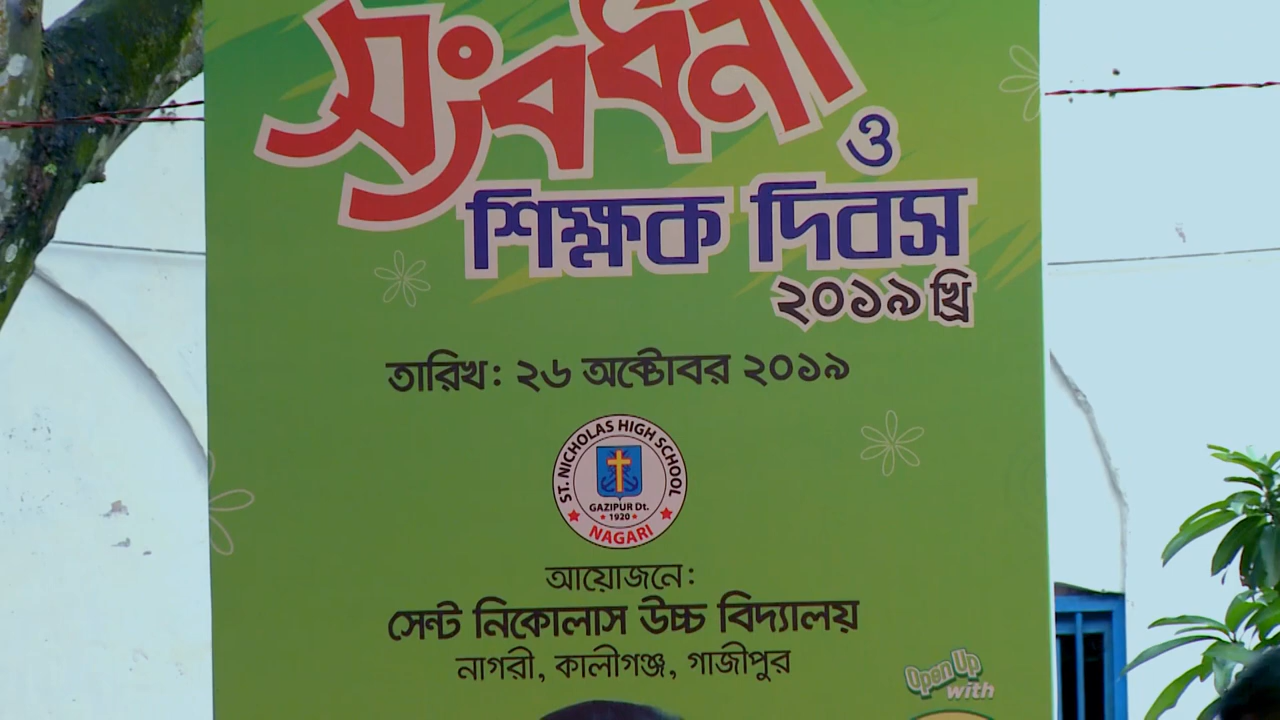 সংবর্ধনা
ও
শিক্ষক দিবস
২০১৯ খ্রি
তারিখ: ২৬ অক্টোবর ২০১৯
ST. NICHOLAS HIGH SCHOOL
GAZIPUR Dt.
1920
NAGARI
আয়োজনে:
সেন্ট নিকোলাস উচ্চ বিদ্যালয়
নাগরী, কালীগঞ্জ, গাজীপুর
Open Up
with